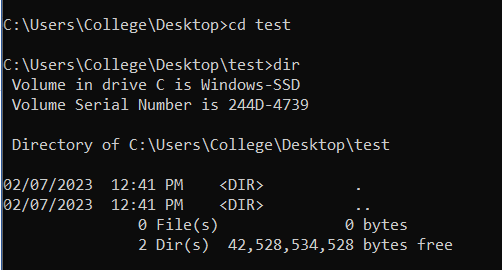 C:\Users\College\Desktop>cd test
C:\Users\College\Desktop\test>dir
 Volume in drive C is Windows-SSD
 Volume Serial Number is 244D-4739
 Directory of C:\Users\College\Desktop\test
02/07/2023  12:41 PM    <DIR>          .
02/07/2023  12:41 PM    <DIR>          ..
               0 File(s)              0 bytes
               2 Dir(s)  42,528,534,528 bytes free